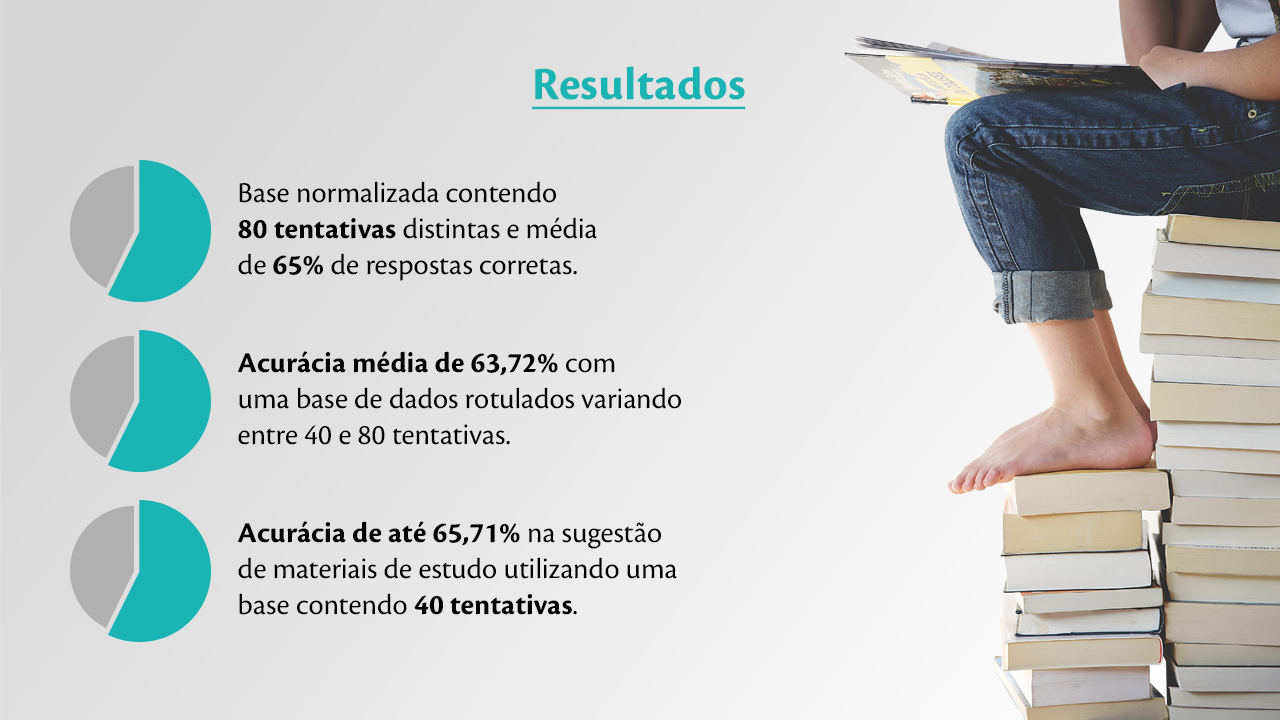 Resultados
Base normalizada contendo
80 tentativas distintas e média
de 65% de respostas corretas.
Acurácia média de 63,72% com
uma base de dados rotulados variando
entre 40 e 80 tentativas.
Acurácia de até 65,71% na sugestão
de materiais de estudo utilizando uma
base contendo 40 tentativas.